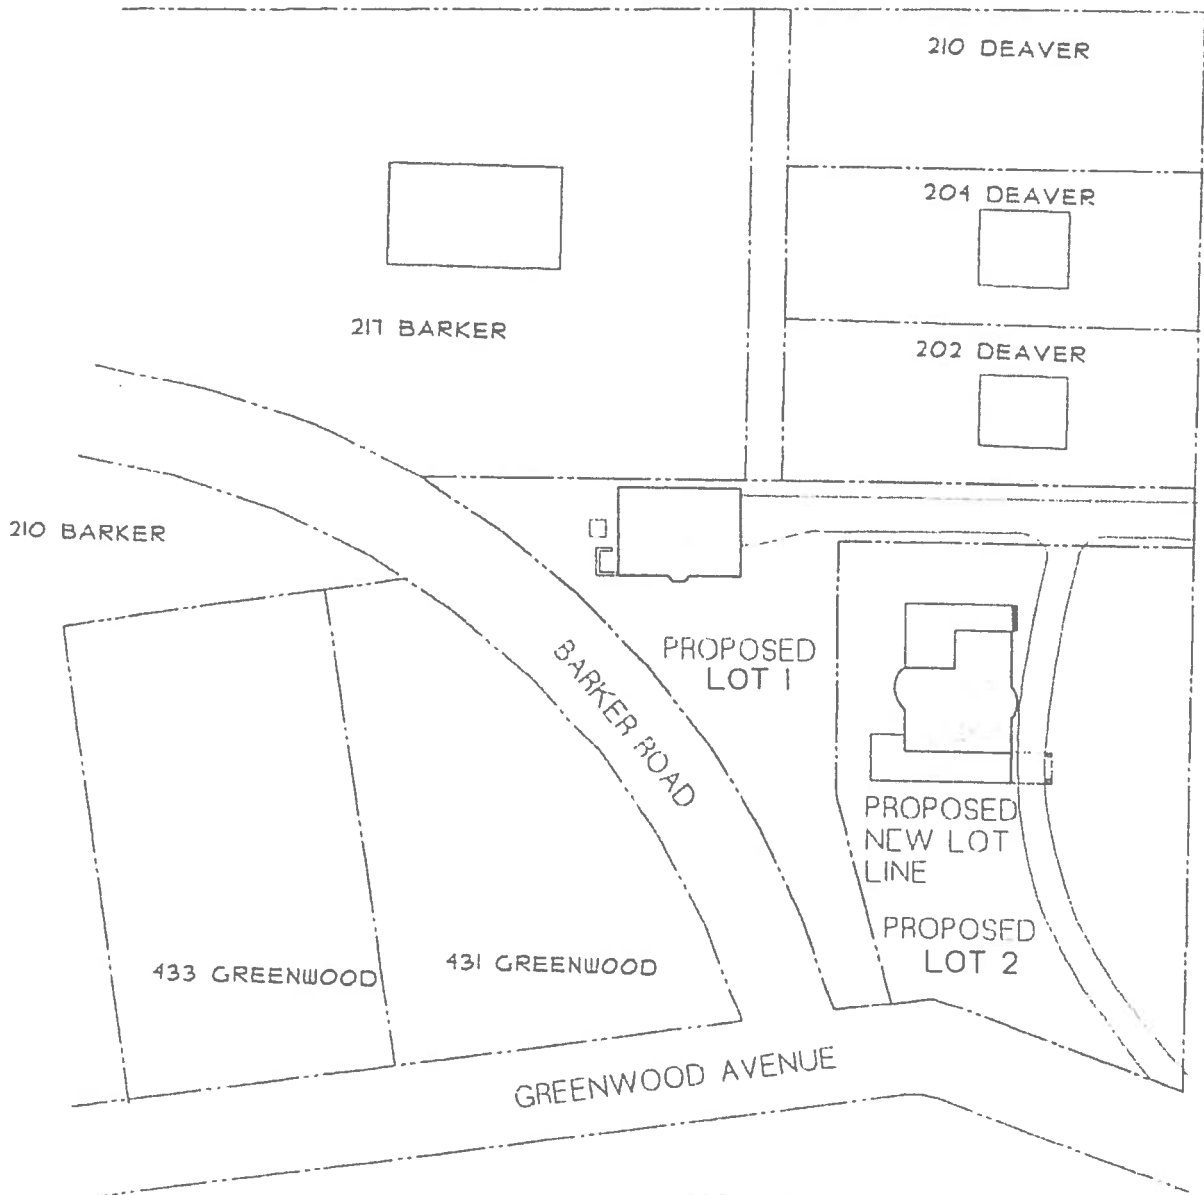 210 DEAVER
204 DEAVER
217 BARKER
202 DEAVER
210 BARKER
PROPOSED
LOT 1
BARKER ROAD
PROPOSED
NEW LOT
LINE
PROPOSED
LOT 2
433 GREENWOOD
431 GREENWOOD
GREENWOOD AVENUE